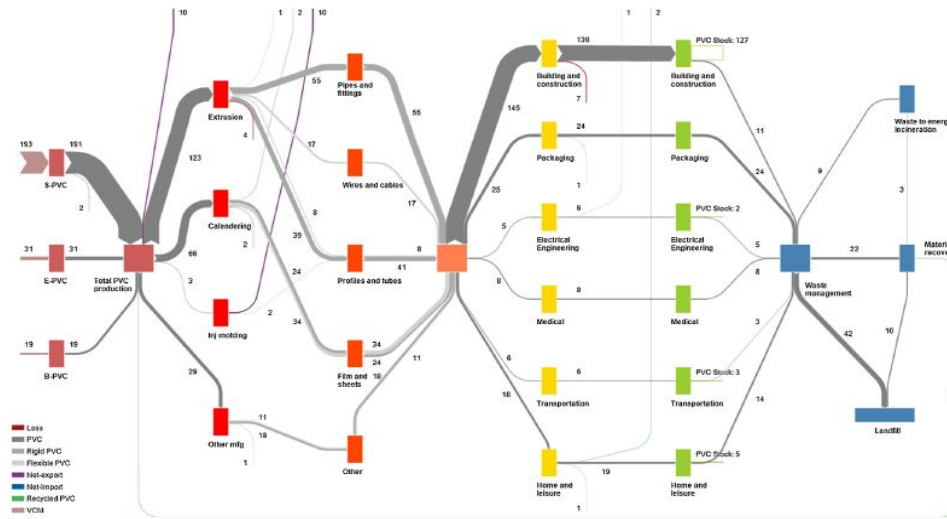 10
1
2
10
1
2
138
PVC Stock: 127
55
Pipes and
fittings
Building and
construction
Building and
construction
Extrusion
7
145
55
4
11
Waste to energy
incineration
193
191
123
17
24
9
S-PVC
Wires and cables
17
Packaging
Packaging
24
2
25
1
3
8
Calendering
2
39
6
PVC Stock: 2
5
Electrical
Engineering
Electrical
Engineering
5
31
31
66
8
22
E-PVC
Total PVC
production
24
Profiles and tubes
41
8
8
8
Waste
management
3
2
Medical
Medical
Inj molding
34
3
42
10
19
19
34
24
6
6
PVC Stock: 3
B-PVC
29
Film and
sheets
18
11
Transportation
Transportation
14
18
11
Landfill
18
Other mfg
1
Other
19
PVC Stock: 5
Home and
leisure
Home and
leisure
1
Loss
PVC
Rigid PVC
Flexible PVC
Net-export
Net-import
Recycled PVC
VCM